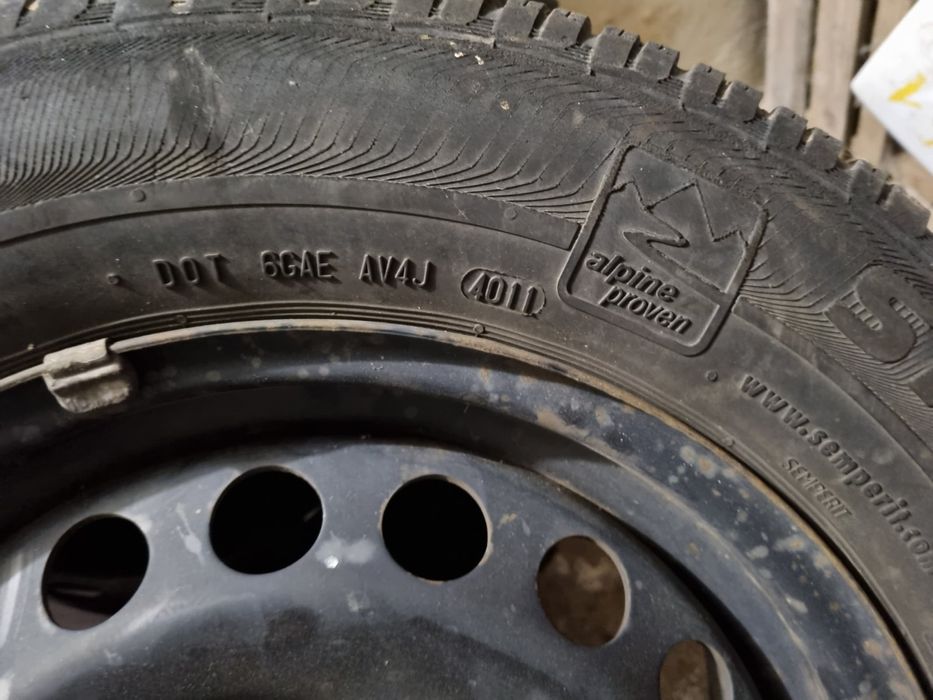 DOT 6GAE AV4J 4011
alpine
proven
www.semperit.com
SEMPERIT